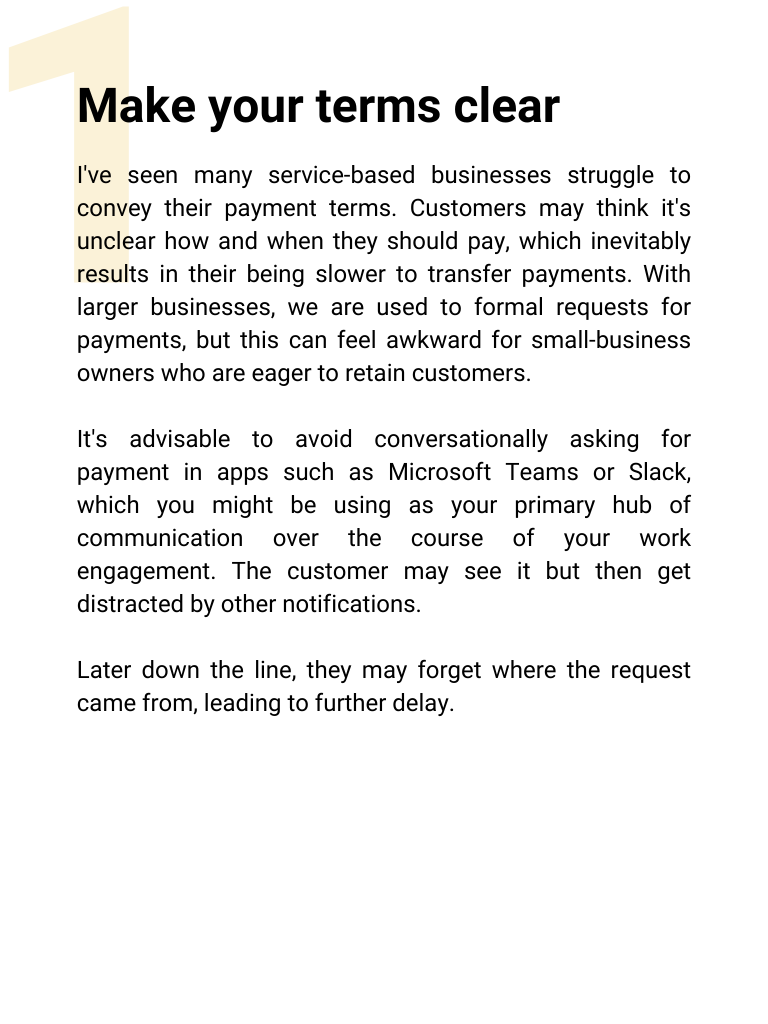 1
Make your terms clear
I've seen many service-based businesses struggle to
convey their payment terms. Customers may think it's
unclear how and when they should pay, which inevitably
results in their being slower to transfer payments. With
larger businesses, we are used to formal requests for
payments, but this can feel awkward for small-business
owners who are eager to retain customers.
It's advisable to avoid conversationally asking for
payment in apps such as Microsoft Teams or Slack,
which you might be using as your primary hub of
communication over the course of your work
engagement. The customer may see it but then get
distracted by other notifications.
Later down the line, they may forget where the request
came from, leading to further delay.